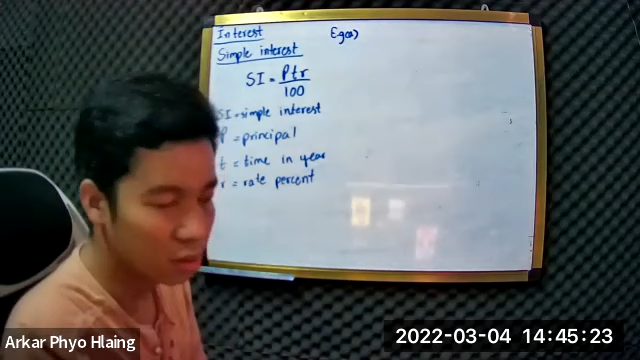 Interest
Simple interest
SI = Ptr
100
SI = simple interest
P = principal
t = time in year
r = rate percent
Eg(a)
Arkar Phyo Hlaing
2022-03-04 14:45:23